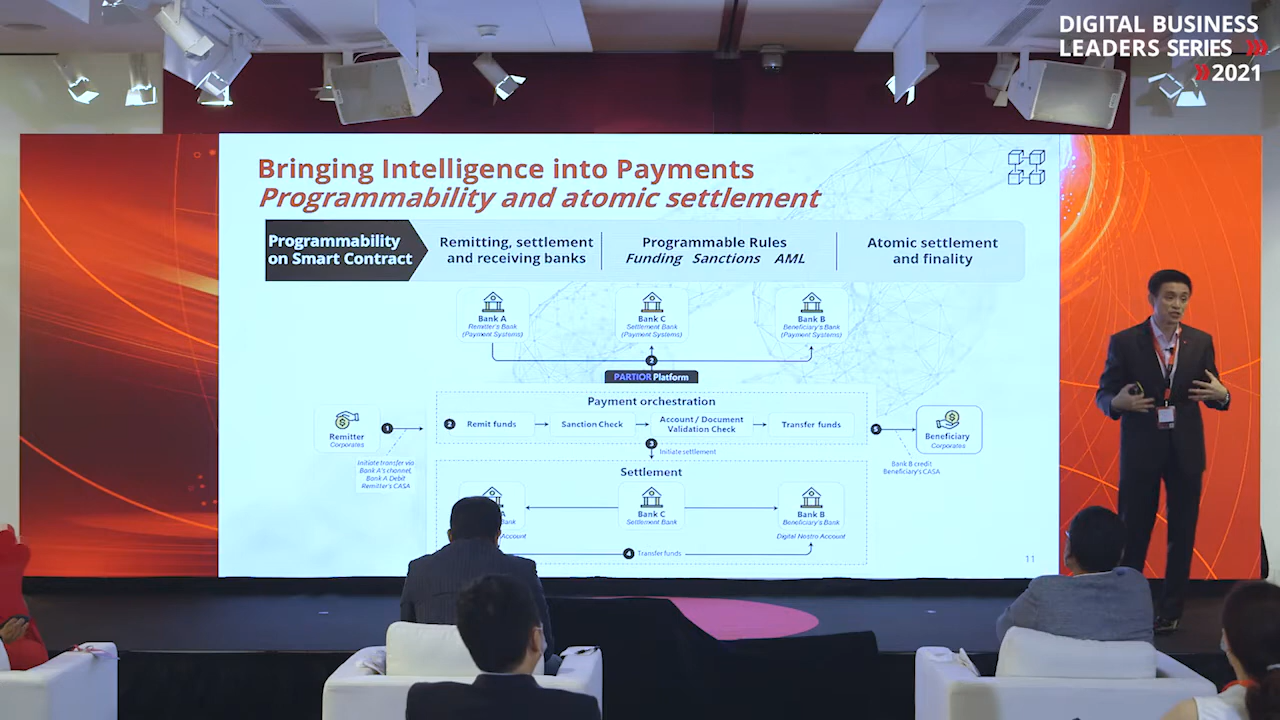 DIGITAL BUSINESS
LEADERS SERIES
2021
Bringing Intelligence into Payments
Programmability and atomic settlement
Programmability
on Smart Contract
Remitting, settlement
and receiving banks
Programmable Rules
Funding Sanctions AML
Atomic settlement
and finality
Bank A
Remitter's Bank
(Payment Systems)
Bank C
Settlement Bank
(Payment Systems)
Bank B
Beneficiary's Bank
(Payment Systems)
2
PARTIOR Platform
Payment orchestration
2 Remit funds
Sanction Check
Account / Document
Validation Check
Transfer funds
Remitter
Corporates
1
Initiate transfer via
Bank A's channel,
Bank A Debit
Remitter's CASA
5
Beneficiary
Corporates
Bank B credit
Beneficiary's CASA
3
Initiate settlement
Settlement
A
Bank
Account
Bank C
Settlement Bank
Bank B
Beneficiary's Bank
Digital Nostro Account
4 Transfer funds
11